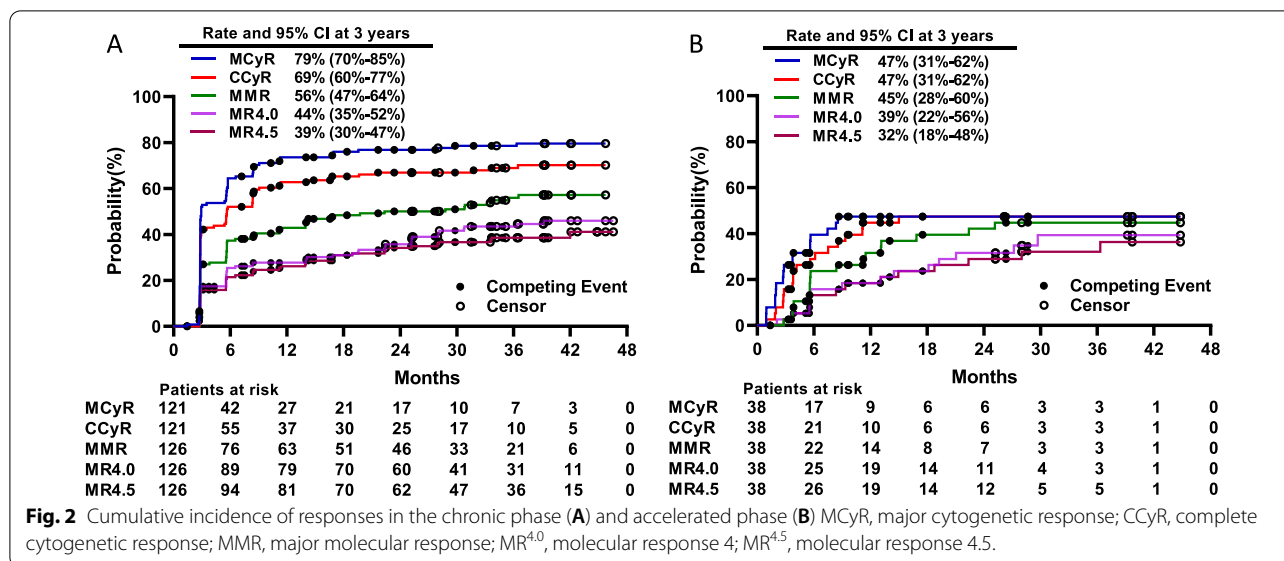 A
Rate and 95% CI at 3 years
MCyR 79% (70%-85%)
CCyR 69% (60%-77%)
MMR 56% (47%-64%)
MR4.0 44% (35%-52%)
MR4.5 39% (30%-47%)
Probability(%)
100
80
60
40
20
0
Competing Event
Censor
0 6 12 18 24 30 36 42 48
Months
Patients at risk
MCyR 121 42 27 21 17 10 7 3 0
CCyR 121 55 37 30 25 17 10 5 0
MMR 126 76 63 51 46 33 21 6 0
MR4.0 126 89 79 70 60 41 31 11 0
MR4.5 126 94 81 70 62 47 36 15 0
B
Rate and 95% CI at 3 years
MCyR 47% (31%-62%)
CCyR 47% (31%-62%)
MMR 45% (28%-60%)
MR4.0 39% (22%-56%)
MR4.5 32% (18%-48%)
Probability(%)
100
80
60
40
20
0
Competing Event
Censor
0 6 12 18 24 30 36 42 48
Months
Patients at risk
MCyR 38 17 9 6 6 3 3 1 0
CCyR 38 21 10 6 6 3 3 1 0
MMR 38 22 14 8 7 3 3 1 0
MR4.0 38 25 19 14 11 4 3 1 0
MR4.5 38 26 19 14 12 5 5 1 0
Fig. 2 Cumulative incidence of responses in the chronic phase (A) and accelerated phase (B) MCyR, major cytogenetic response; CCyR, complete
cytogenetic response; MMR, major molecular response; MR4.0, molecular response 4; MR4.5, molecular response 4.5.